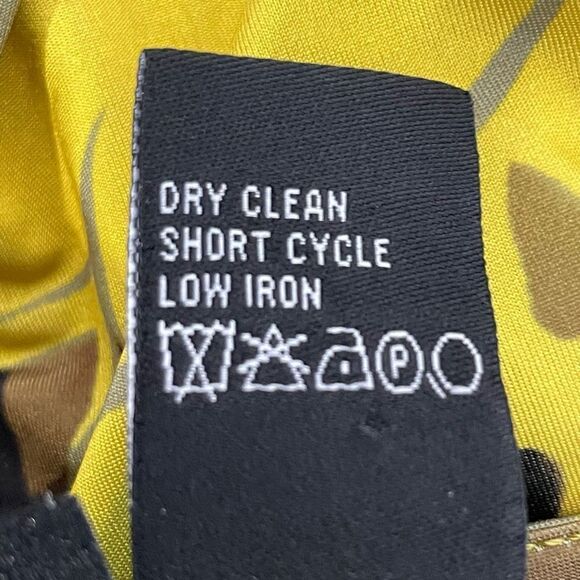 DRY CLEAN
SHORT CYCLE
LOW IRON
P